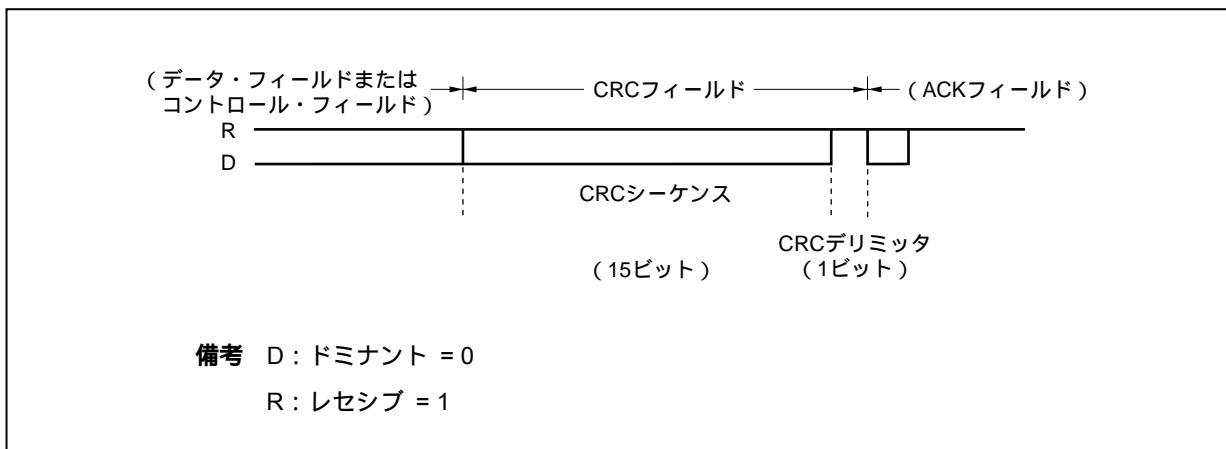 （データ・フィールドまたは
コントロール・フィールド）
CRCフィールド
（ACKフィールド）
R
D
CRCシーケンス
CRCデリミッタ
（15ビット）
（1ビット）
備考 D：ドミナント = 0
R：レセシブ = 1